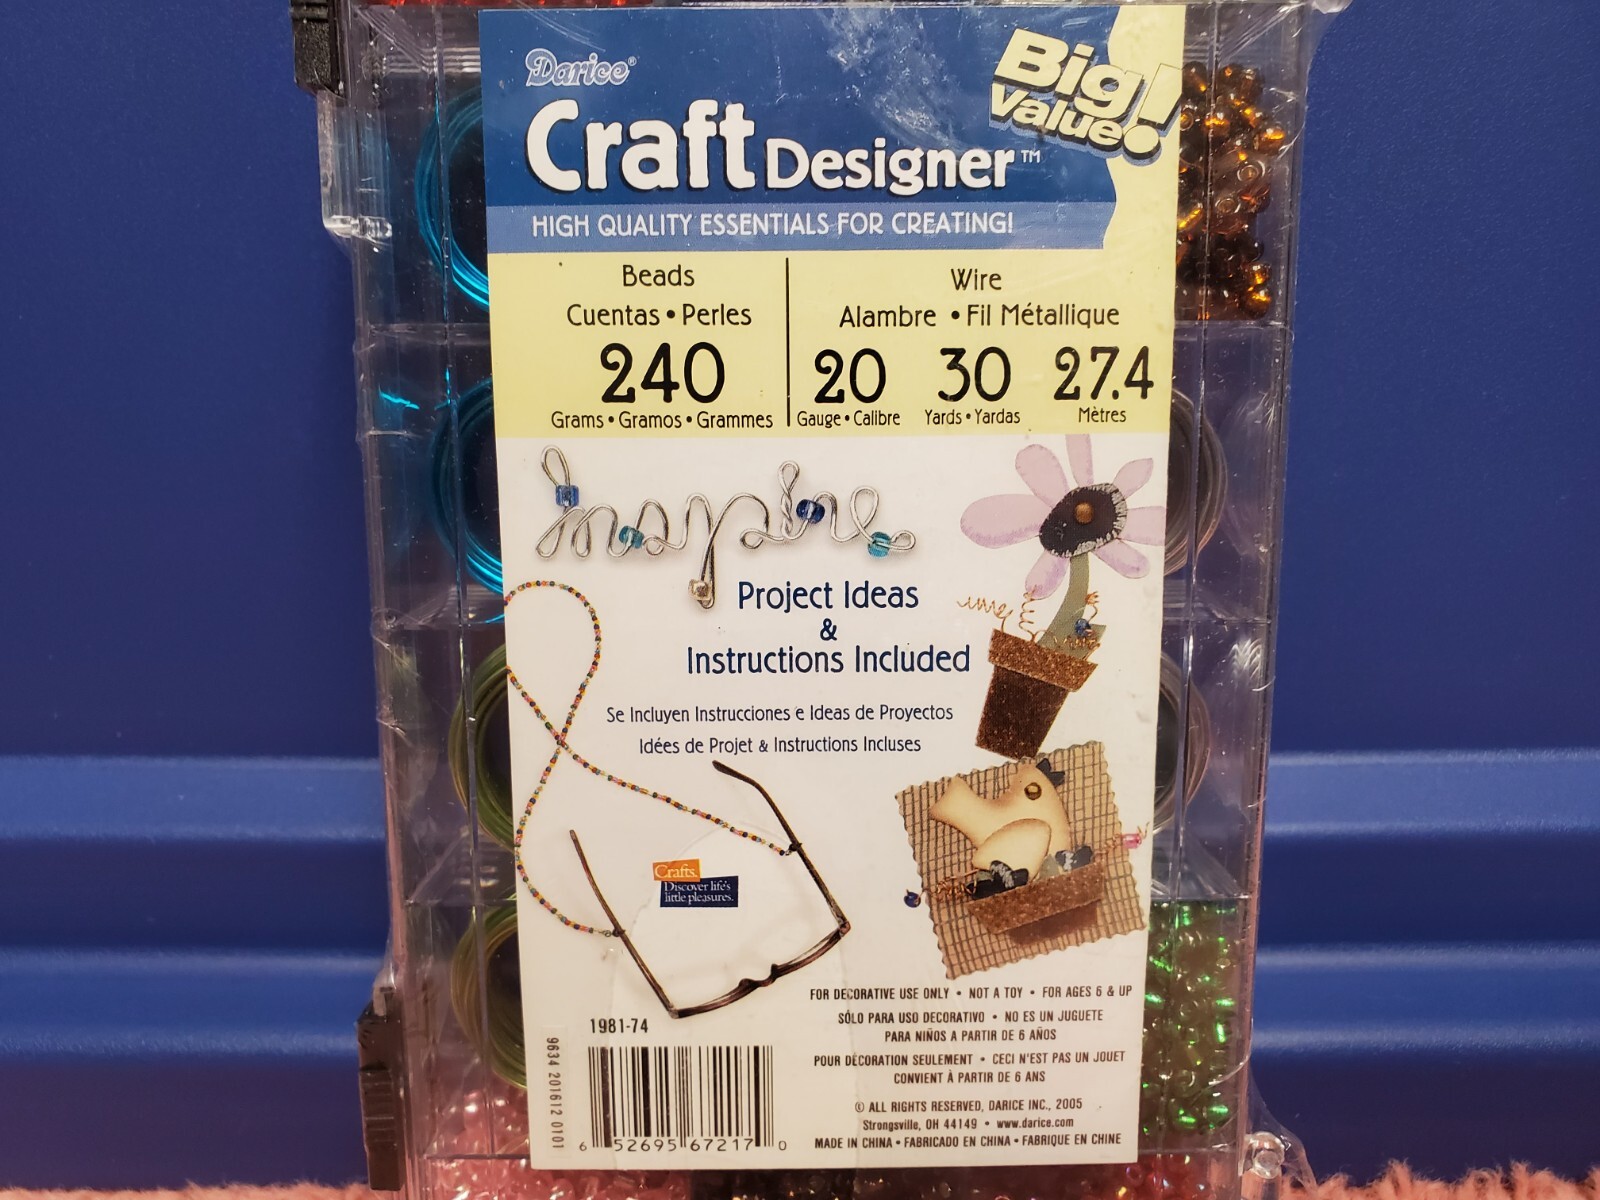 Darice®
Craft Designer™
Big Value!
HIGH QUALITY ESSENTIALS FOR CREATING!
Beads
Cuentas • Perles
240
Grams • Gramos • Grammes
Wire
Alambre • Fil Métallique
20 30 27.4
Gauge • Calibre Yards • Yardas Mètres
inspire
Project Ideas
&
Instructions Included
Se Incluyen Instrucciones e Ideas de Proyectos
Idées de Projet & Instructions Incluses
Crafts.
Discover life's
little pleasures.
FOR DECORATIVE USE ONLY • NOT A TOY • FOR AGES 6 & UP
SÓLO PARA USO DECORATIVO • NO ES UN JUGUETE
PARA NIÑOS A PARTIR DE 6 AÑOS
POUR DÉCORATION SEULEMENT • CECI N'EST PAS UN JOUET
CONVIENT À PARTIR DE 6 ANS
© ALL RIGHTS RESERVED, DARICE INC., 2005
Strongsville, OH 44149 • www.darice.com
MADE IN CHINA • FABRICADO EN CHINA • FABRIQUE EN CHINE
1981-74
9634 201612 0101
6 52695 67217 0